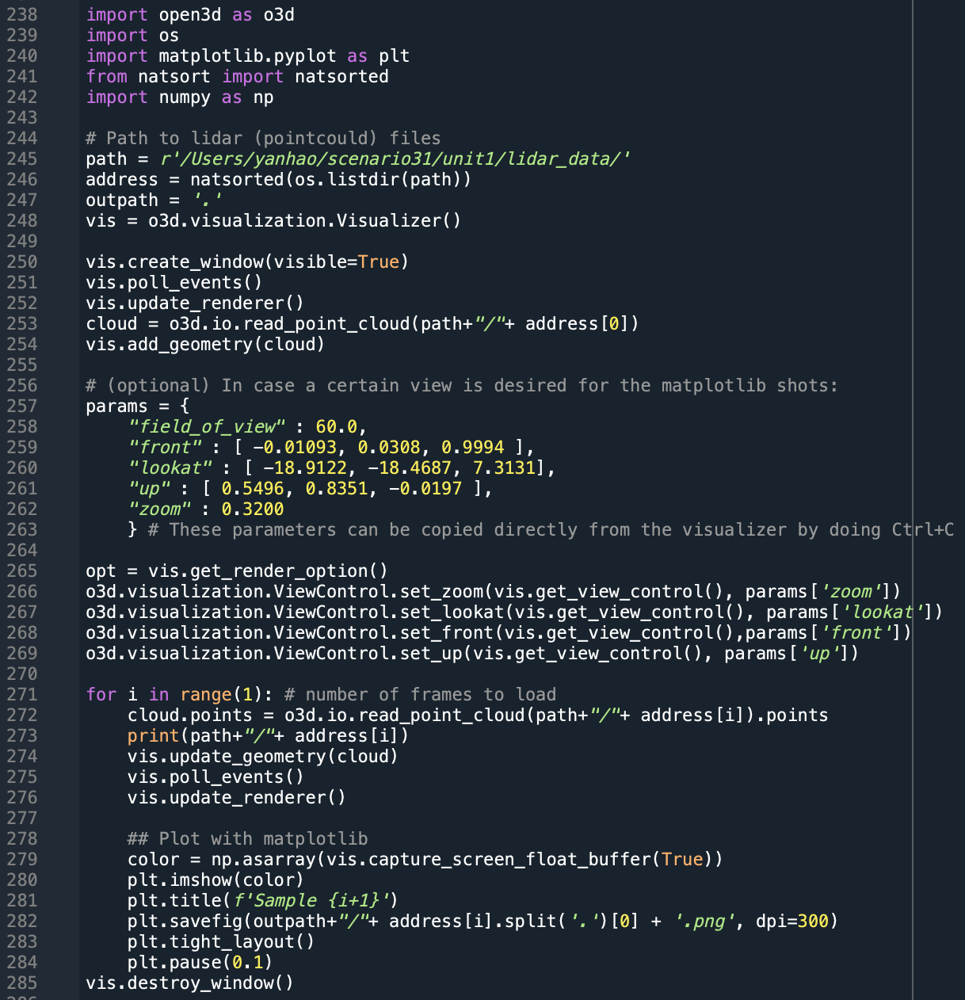 238 import open3d as o3d
239 import os
240 import matplotlib.pyplot as plt
241 from natsort import natsorted
242 import numpy as np
243
244 # Path to lidar (pointcould) files
245 path = r'/Users/yanhao/scenario31/unit1/lidar_data/'
246 address = natsorted(os.listdir(path))
247 outpath = '.'
248 vis = o3d.visualization.Visualizer()
249
250 vis.create_window(visible=True)
251 vis.poll_events()
252 vis.update_renderer()
253 cloud = o3d.io.read_point_cloud(path+"/"+ address[0])
254 vis.add_geometry(cloud)
255
256 # (optional) In case a certain view is desired for the matplotlib shots:
257 params = {
258     "field_of_view" : 60.0,
259     "front" : [ -0.01093, 0.0308, 0.9994 ],
260     "lookat" : [ -18.9122, -18.4687, 7.3131],
261     "up" : [ 0.5496, 0.8351, -0.0197 ],
262     "zoom" : 0.3200
263     } # These parameters can be copied directly from the visualizer by doing Ctrl+C
264
265 opt = vis.get_render_option()
266 o3d.visualization.ViewControl.set_zoom(vis.get_view_control(), params['zoom'])
267 o3d.visualization.ViewControl.set_lookat(vis.get_view_control(), params['lookat'])
268 o3d.visualization.ViewControl.set_front(vis.get_view_control(),params['front'])
269 o3d.visualization.ViewControl.set_up(vis.get_view_control(), params['up'])
270
271 for i in range(1): # number of frames to load
272     cloud.points = o3d.io.read_point_cloud(path+"/"+ address[i]).points
273     print(path+"/"+ address[i])
274     vis.update_geometry(cloud)
275     vis.poll_events()
276     vis.update_renderer()
277
278     ## Plot with matplotlib
279     color = np.asarray(vis.capture_screen_float_buffer(True))
280     plt.imshow(color)
281     plt.title(f'Sample {i+1}')
282     plt.savefig(outpath+"/"+ address[i].split('.')[0] + '.png', dpi=300)
283     plt.tight_layout()
284     plt.pause(0.1)
285 vis.destroy_window()